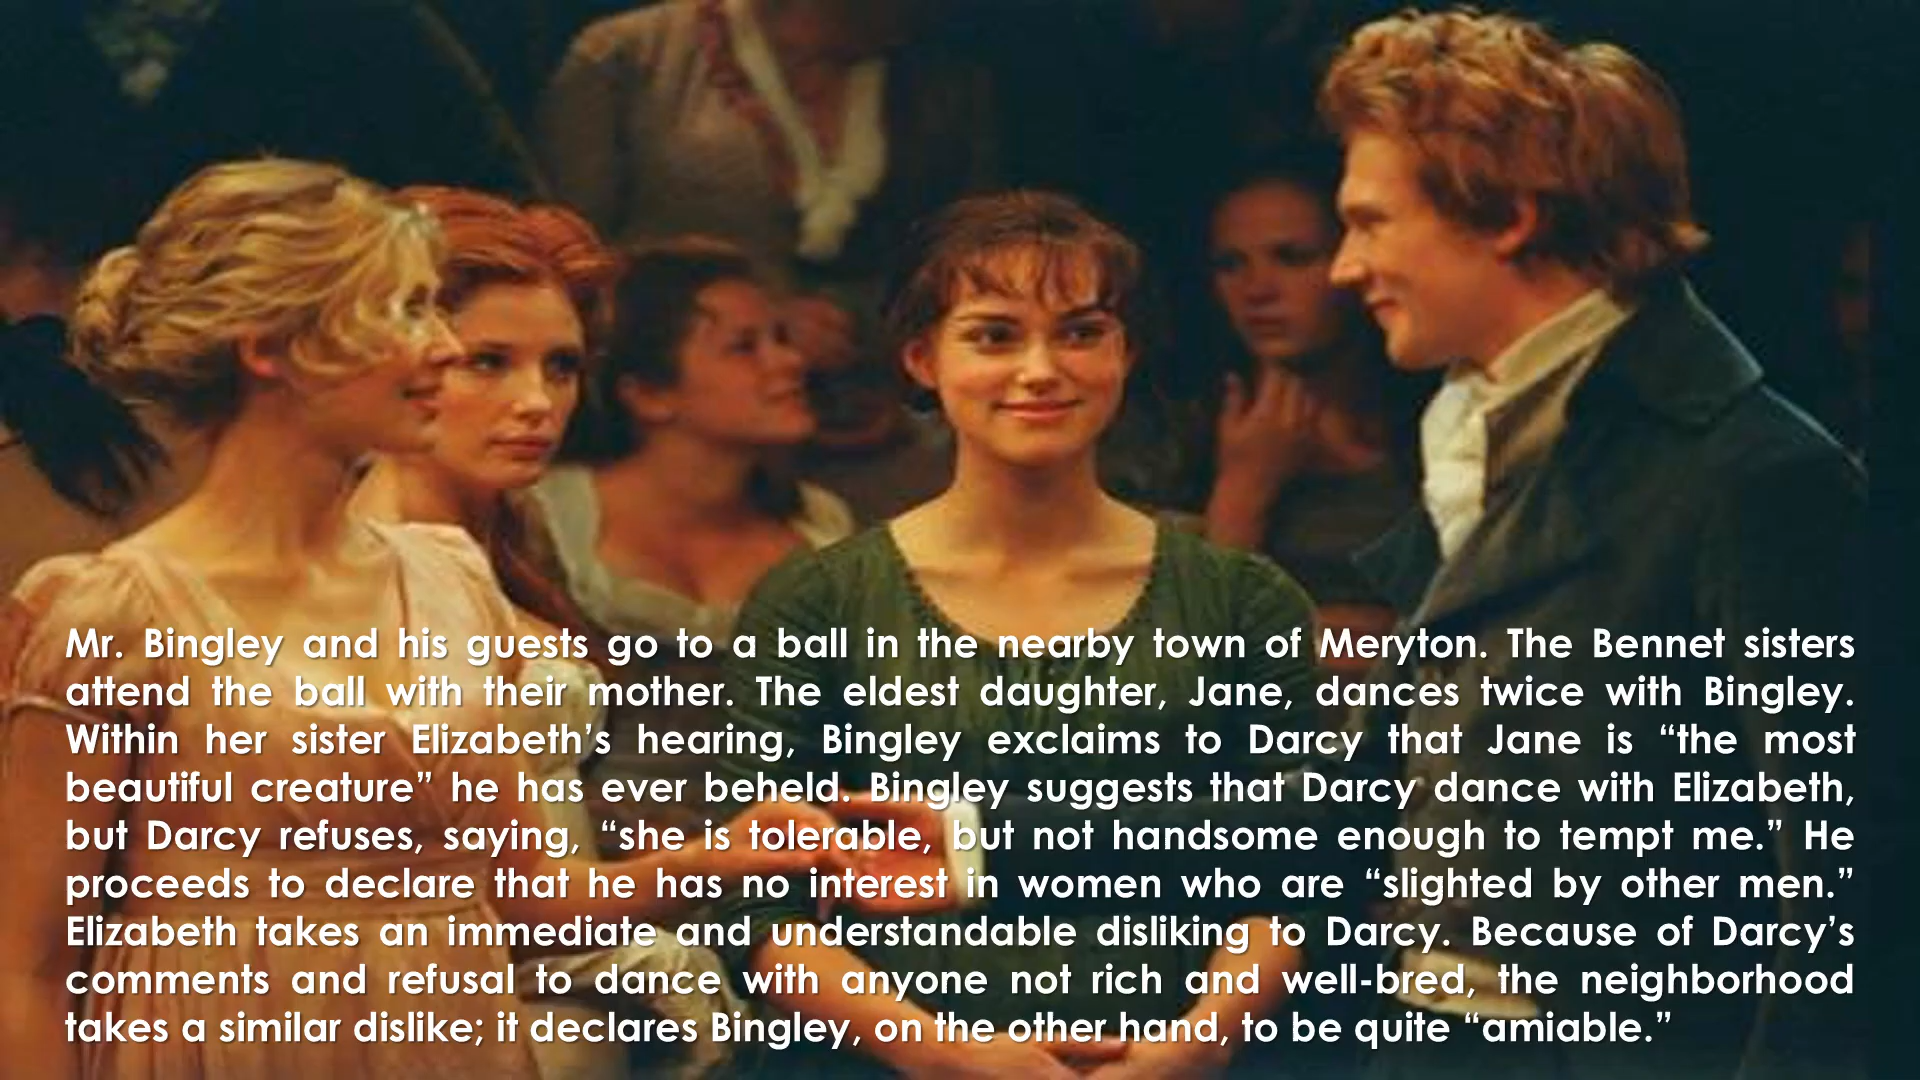 Mr. Bingley and his guests go to a ball in the nearby town of Meryton. The Bennet sisters
attend the ball with their mother. The eldest daughter, Jane, dances twice with Bingley.
Within her sister Elizabeth’s hearing, Bingley exclaims to Darcy that Jane is “the most
beautiful creature” he has ever beheld. Bingley suggests that Darcy dance with Elizabeth,
but Darcy refuses, saying, “she is tolerable, but not handsome enough to tempt me.” He
proceeds to declare that he has no interest in women who are “slighted by other men.”
Elizabeth takes an immediate and understandable disliking to Darcy. Because of Darcy’s
comments and refusal to dance with anyone not rich and well-bred, the neighborhood
takes a similar dislike; it declares Bingley, on the other hand, to be quite “amiable.”